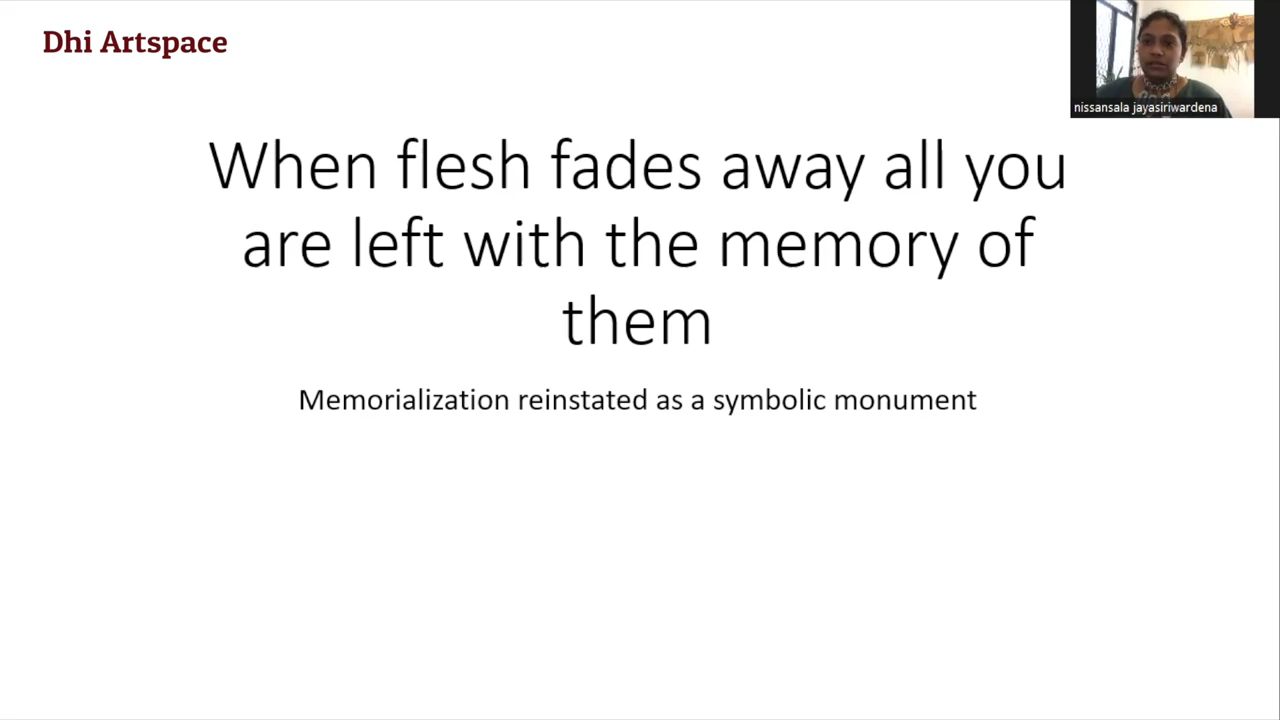 Dhi Artspace
nissansala jayasiriwardena
When flesh fades away all you
are left with the memory of
them
Memorialization reinstated as a symbolic monument